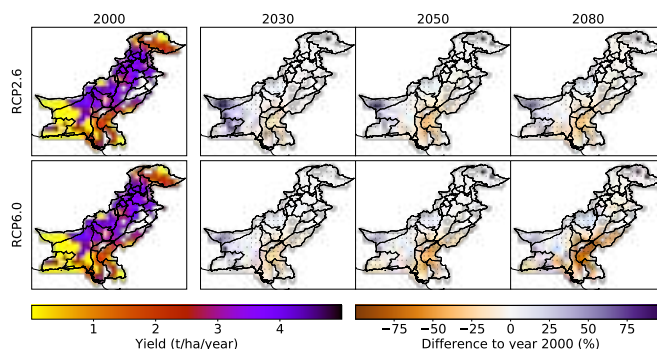 2000 2030 2050 2080
RCP2.6
RCP6.0
1 2 3 4 −75 −50 −25 0 25 50 75
Yield (t/ha/year) Difference to year 2000 (%)